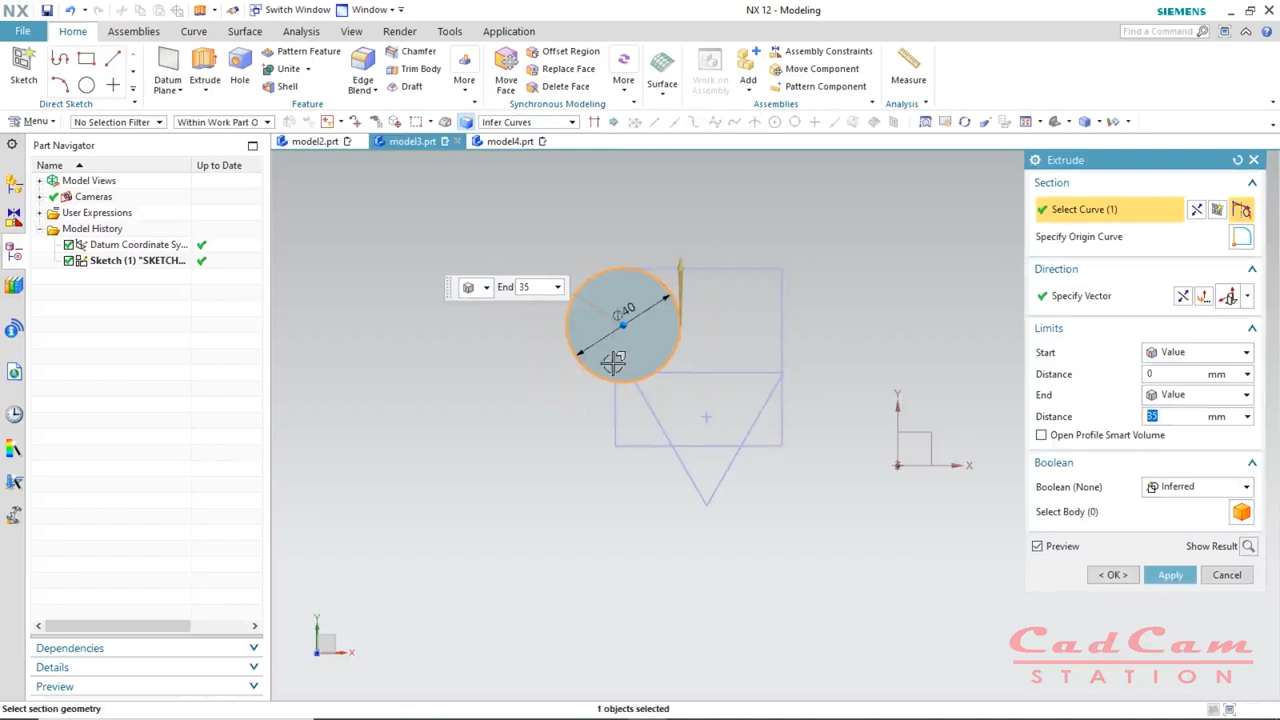 NX
Switch Window
Window
NX 12 - Modeling
SIEMENS
File
Home
Assemblies
Curve
Surface
Analysis
View
Render
Tools
Application
Find a Command
Sketch
Direct Sketch
Datum
Plane
Extrude
Hole
Pattern Feature
Unite
Shell
Edge
Blend
Chamfer
Trim Body
Draft
More
Feature
Move
Face
Offset Region
Replace Face
Delete Face
More
Synchronous Modeling
Surface
Work on
Assembly
Add
Assembly Constraints
Move Component
Pattern Component
Assemblies
Measure
Analysis
Menu
No Selection Filter
Within Work Part O
Infer Curves
Part Navigator
model2.prt
model3.prt
model4.prt
Name
Up to Date
Model Views
Cameras
User Expressions
Model History
Datum Coordinate Sy...
Sketch (1) "SKETCH...
Dependencies
Details
Preview
End 35
Ø40
Y
X
Y
X
Extrude
Section
Select Curve (1)
Specify Origin Curve
Direction
Specify Vector
Limits
Start
Value
Distance
0 mm
End
Value
Distance
35 mm
Open Profile Smart Volume
Boolean
Boolean (None)
Inferred
Select Body (0)
Preview
Show Result
< OK >
Apply
Cancel
CadCam
STATION
Select section geometry
1 objects selected